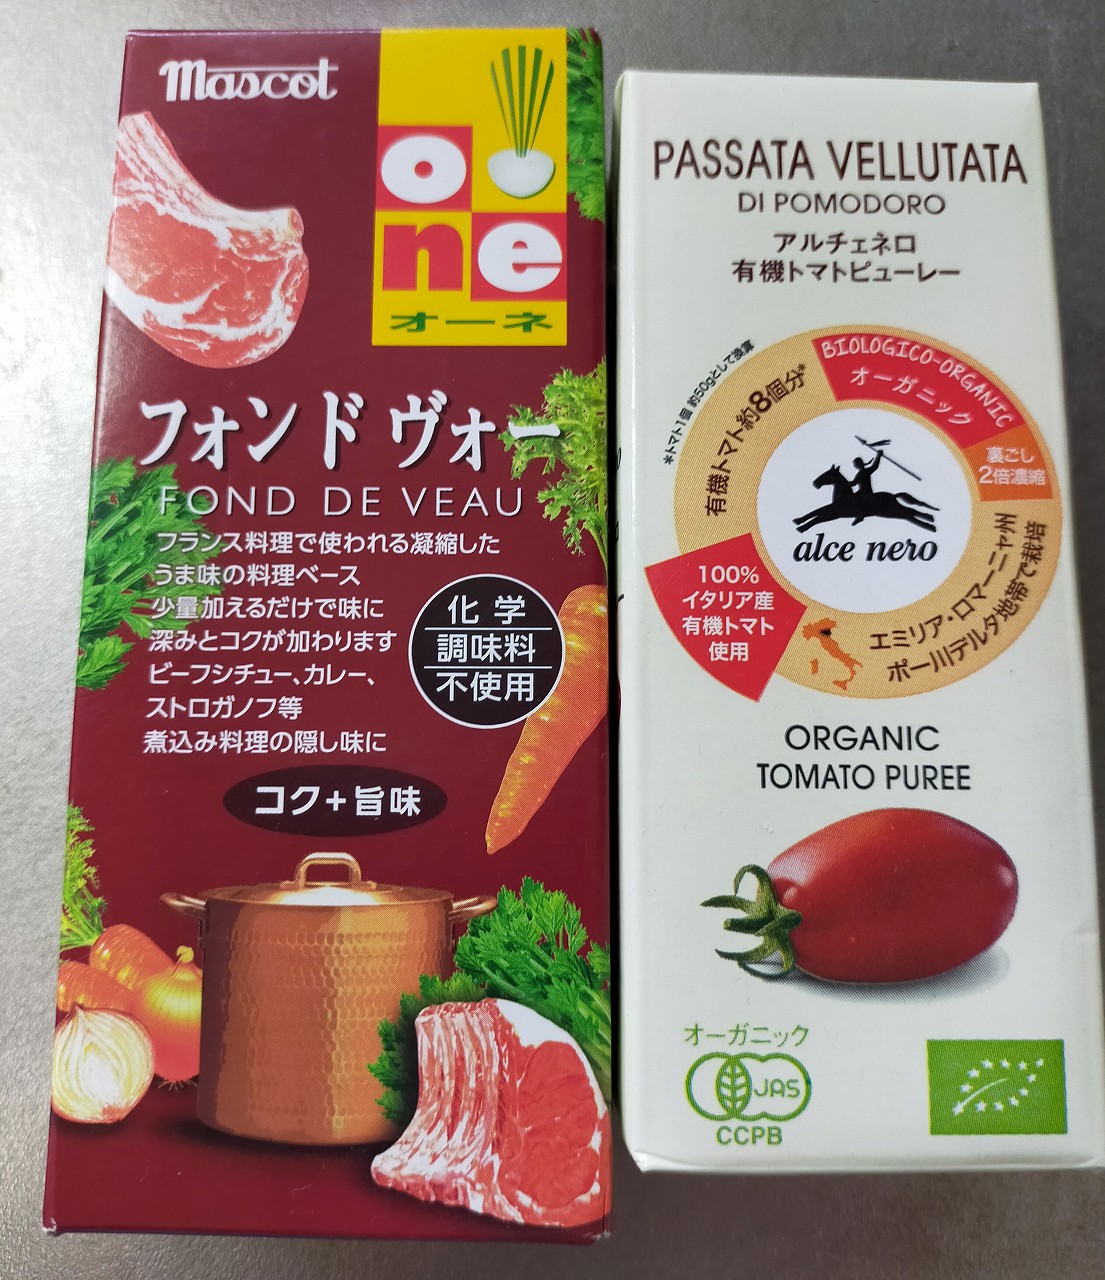 mascot
one
オーネ
フォンド ヴォー
FOND DE VEAU
フランス料理で使われる凝縮した
うま味の料理ベース
少量加えるだけで味に
深みとコクが加わります
ビーフシチュー、カレー、
ストロガノフ等
煮込み料理の隠し味に
化学
調味料
不使用
コク+旨味
PASSATA VELLUTATA
DI POMODORO
アルチェネロ
有機トマトピューレー
*トマト1個 約50gとして換算
有機トマト約8個分*
BIOLOGICO-ORGANIC
オーガニック
裏ごし
2倍濃縮
エミリア・ロマーニャ州
ポー川デルタ地帯で栽培
100%
イタリア産
有機トマト
使用
alce nero
ORGANIC
TOMATO PUREE
オーガニック
JAS
CCPB